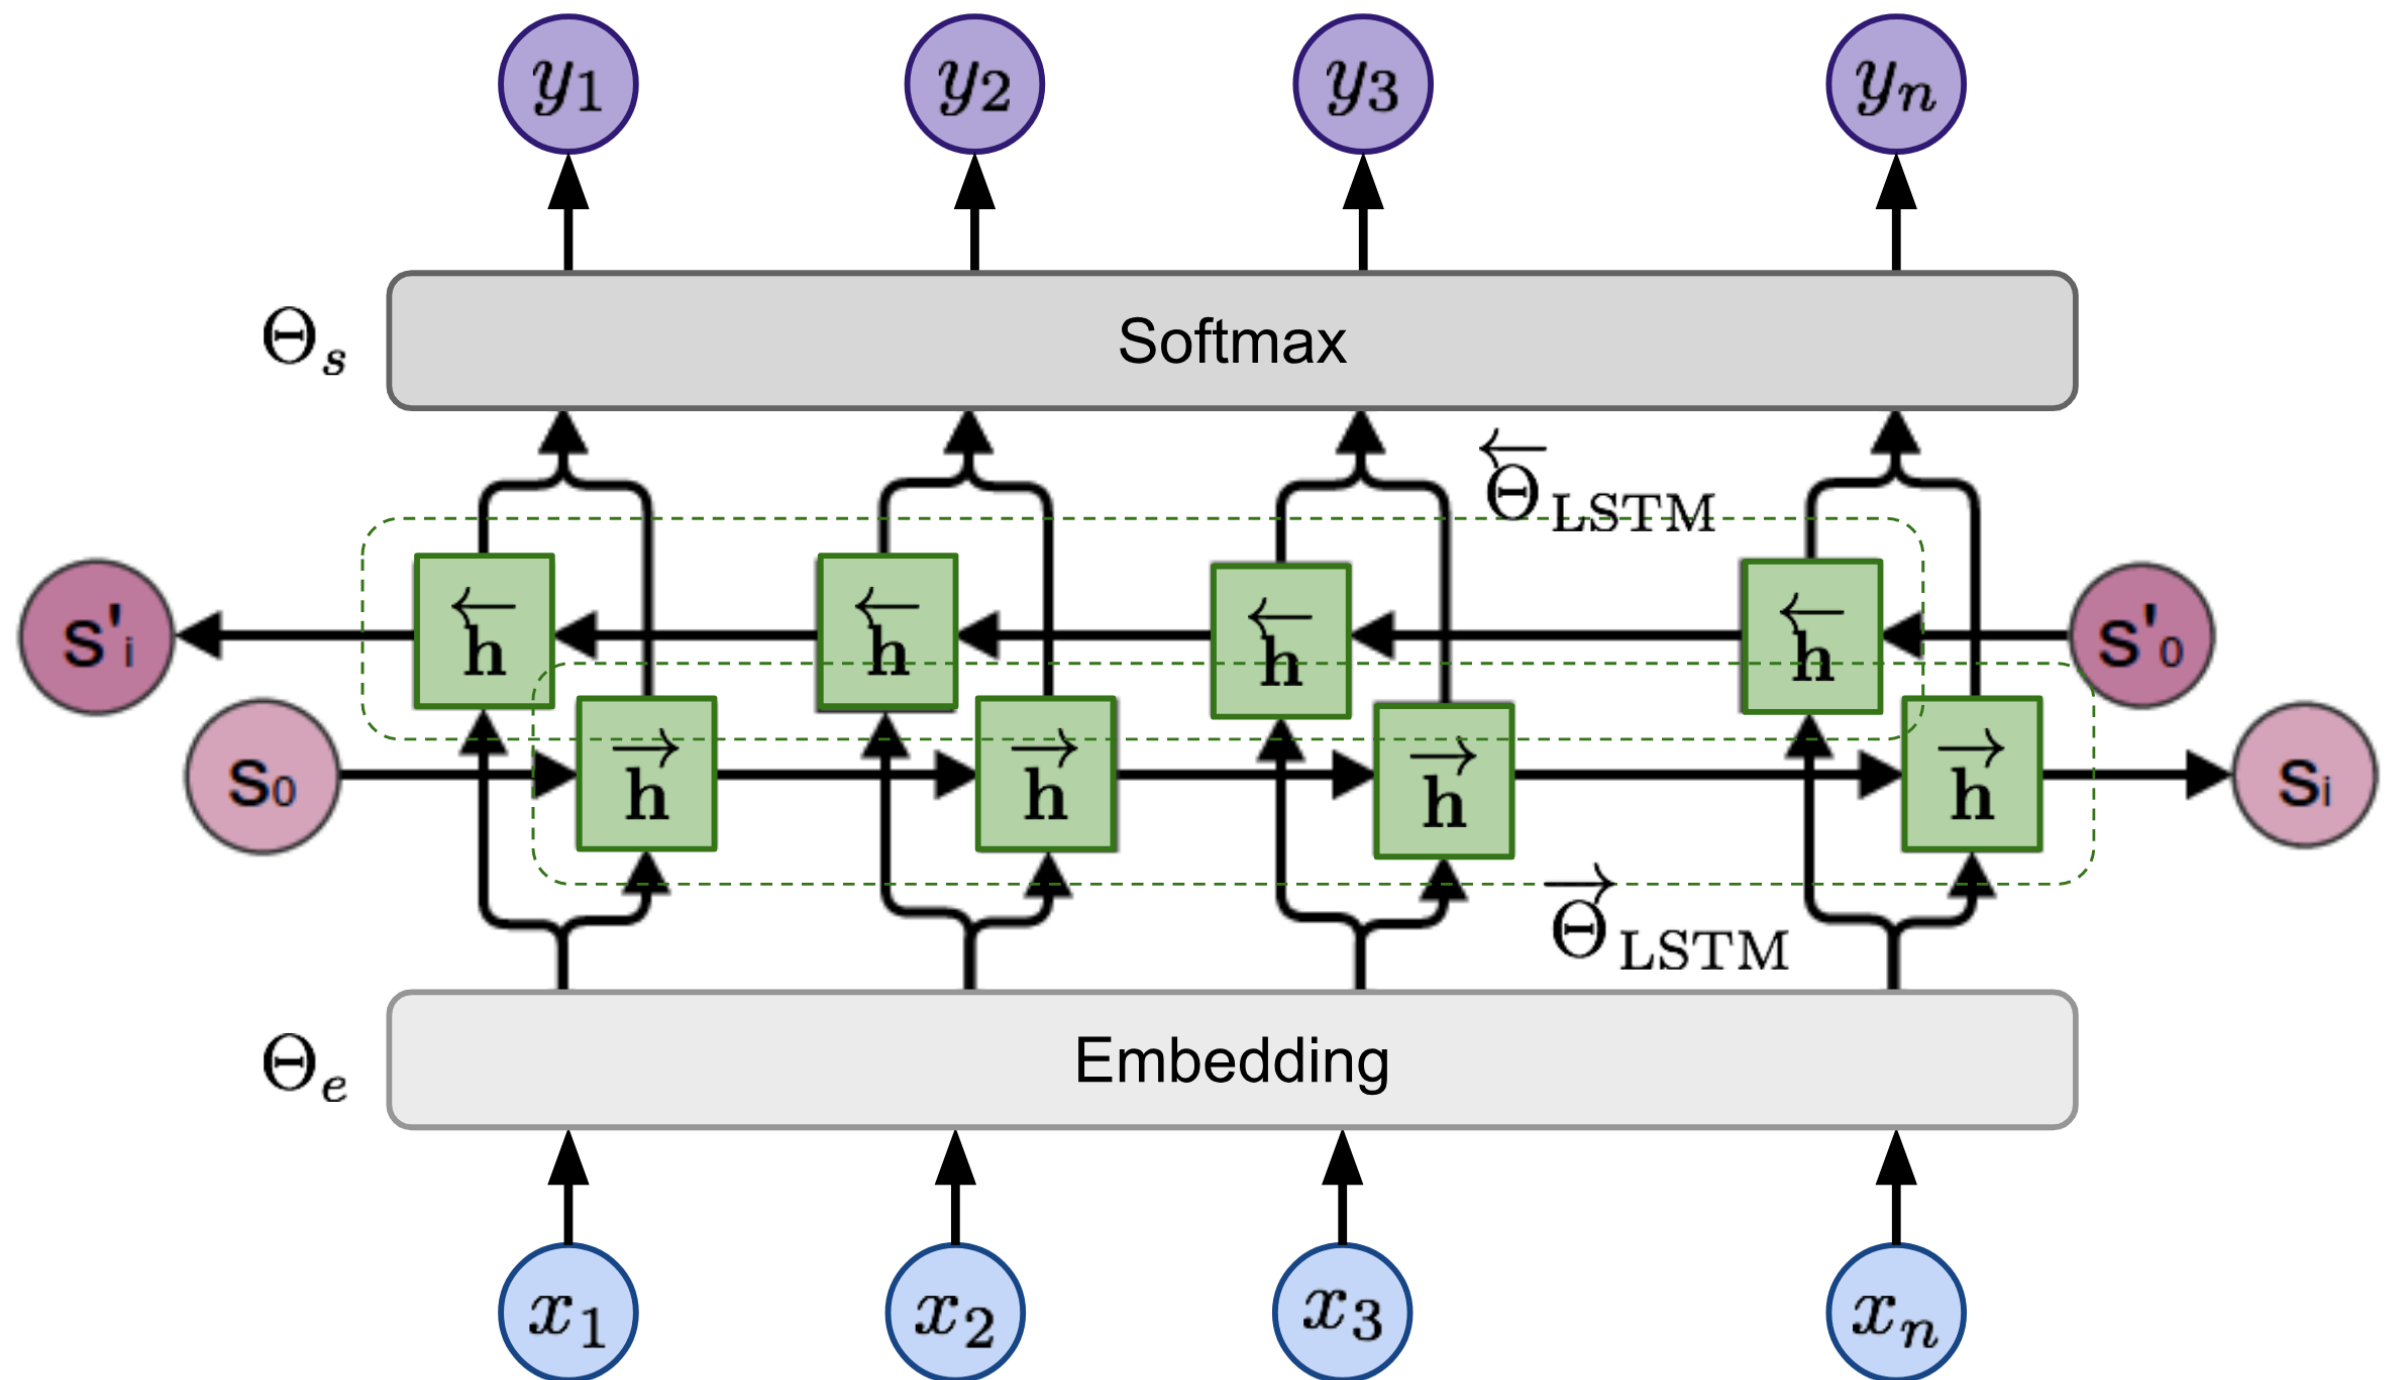 y₁ y₂ y₃ yₙ
Θₛ Softmax
←Θ LSTM
s'ᵢ ←h ←h ←h ←h s'₀
s₀ →h →h →h →h sᵢ
→Θ LSTM
Θₑ Embedding
x₁ x₂ x₃ xₙ